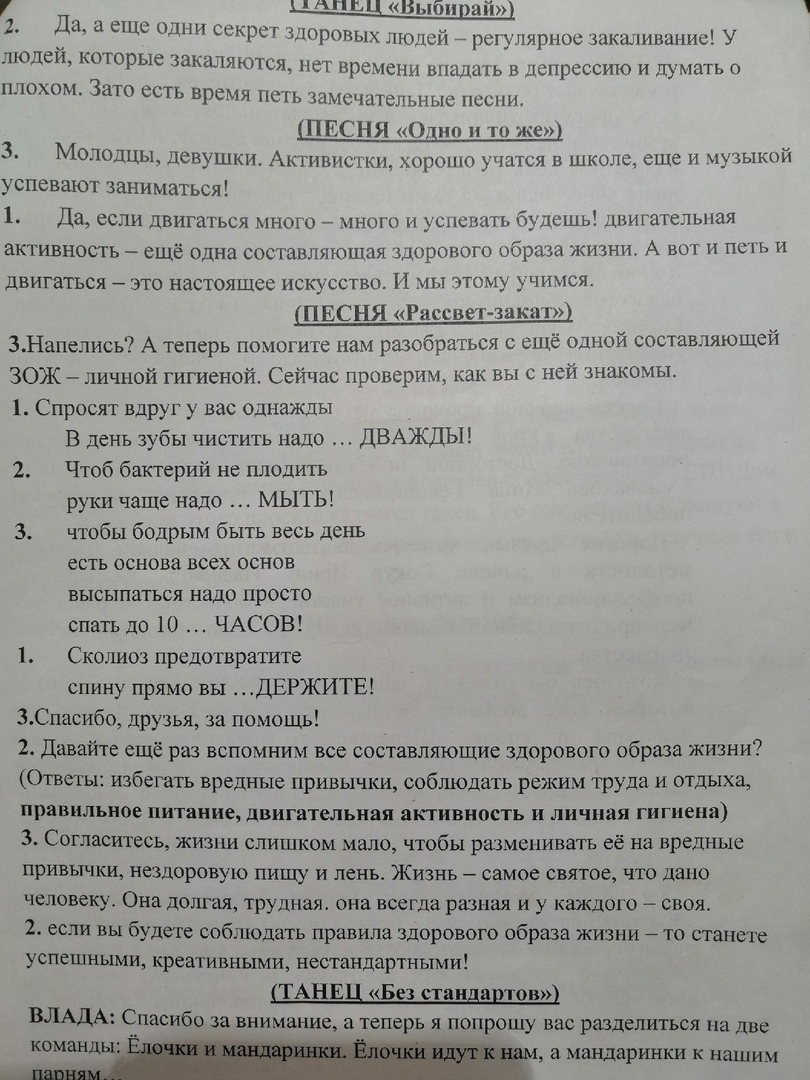 (ТАНЕЦ «Выбирай»)
2. Да, а еще одни секрет здоровых людей – регулярное закаливание! У
людей, которые закаляются, нет времени впадать в депрессию и думать о
плохом. Зато есть время петь замечательные песни.
(ПЕСНЯ «Одно и то же»)
3. Молодцы, девушки. Активистки, хорошо учатся в школе, еще и музыкой
успевают заниматься!
1. Да, если двигаться много – много и успевать будешь! двигательная
активность – ещё одна составляющая здорового образа жизни. А вот и петь и
двигаться – это настоящее искусство. И мы этому учимся.
(ПЕСНЯ «Рассвет-закат»)
3.Напелись? А теперь помогите нам разобраться с ещё одной составляющей
ЗОЖ – личной гигиеной. Сейчас проверим, как вы с ней знакомы.
1. Спросят вдруг у вас однажды
В день зубы чистить надо … ДВАЖДЫ!
2. Чтоб бактерий не плодить
руки чаще надо … МЫТЬ!
3. чтобы бодрым быть весь день
есть основа всех основ
высыпаться надо просто
спать до 10 … ЧАСОВ!
1. Сколиоз предотвратите
спину прямо вы …ДЕРЖИТЕ!
3.Спасибо, друзья, за помощь!
2. Давайте ещё раз вспомним все составляющие здорового образа жизни?
(Ответы: избегать вредные привычки, соблюдать режим труда и отдыха,
правильное питание, двигательная активность и личная гигиена)
3. Согласитесь, жизни слишком мало, чтобы разменивать её на вредные
привычки, нездоровую пищу и лень. Жизнь – самое святое, что дано
человеку. Она долгая, трудная. она всегда разная и у каждого – своя.
2. если вы будете соблюдать правила здорового образа жизни – то станете
успешными, креативными, нестандартными!
(ТАНЕЦ «Без стандартов»)
ВЛАДА: Спасибо за внимание, а теперь я попрошу вас разделиться на две
команды: Ёлочки и мандаринки. Ёлочки идут к нам, а мандаринки к нашим
парням…